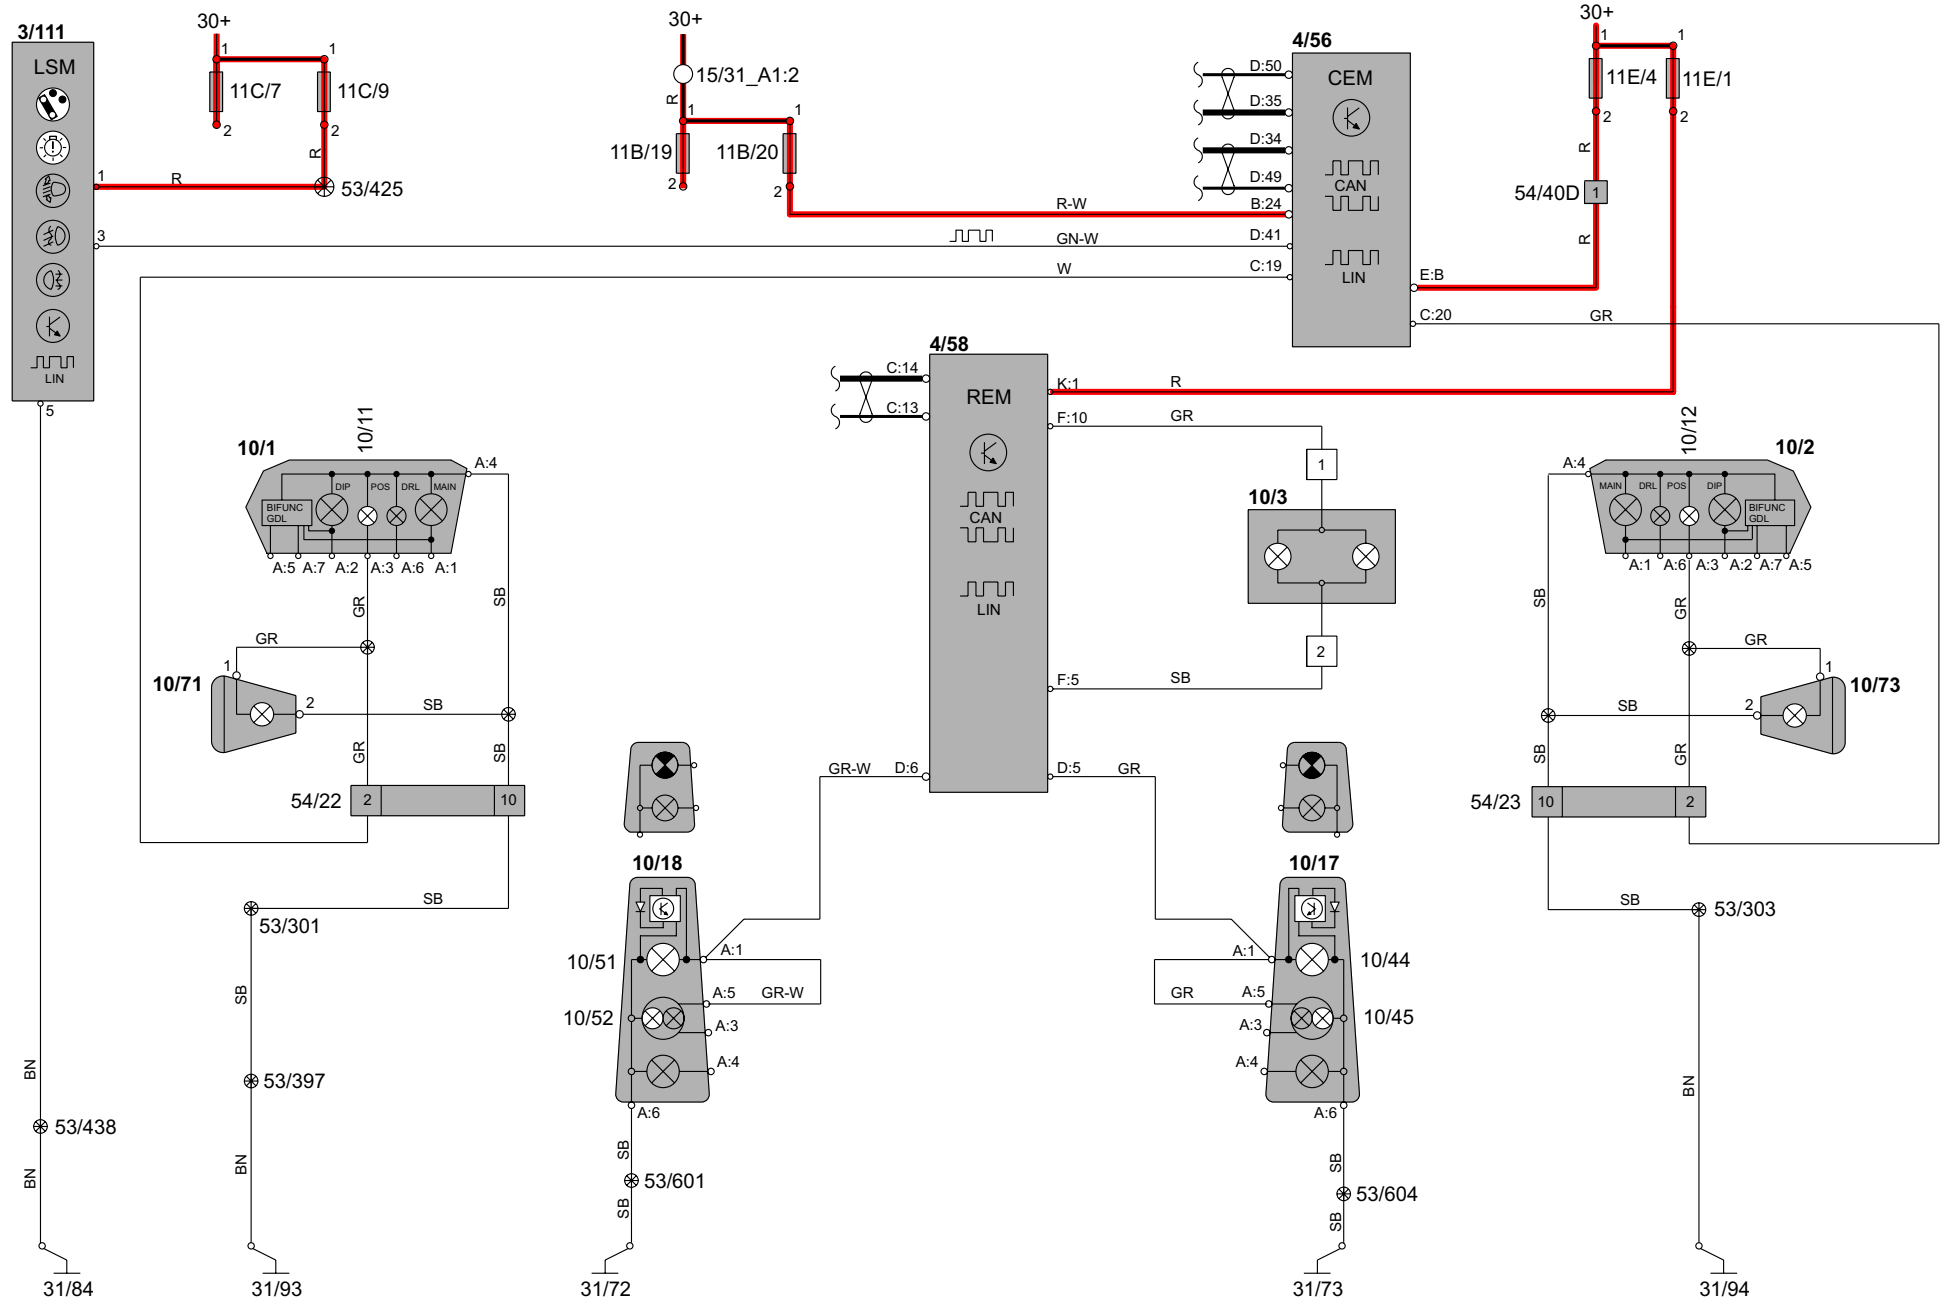 30+
30+
30+
3/111
LSM
1
1
11C/7
11C/9
2
2
R
53/425
1
R
3
LIN
5
15/31_A1:2
R
1
1
11B/19
11B/20
2
2
R-W
GN-W
W
4/56
CEM
CAN
LIN
D:50
D:35
D:34
D:49
B:24
D:41
C:19
E:B
C:20
GR
1
1
11E/4
11E/1
2
2
R
54/40D
1
R
4/58
REM
CAN
LIN
C:14
C:13
K:1
R
F:10
GR
1
10/3
2
F:5
SB
D:6
GR-W
D:5
GR
10/1
10/11
A:4
DIP
POS
DRL
MAIN
BIFUNC
GDL
A:5
A:7
A:2
A:3
A:6
A:1
GR
SB
GR
1
10/71
2
SB
GR
SB
54/22
2
10
SB
53/301
SB
53/397
BN
31/93
BN
53/438
BN
31/84
10/12
10/2
A:4
MAIN
DRL
POS
DIP
BIFUNC
GDL
A:1
A:6
A:3
A:2
A:7
A:5
SB
GR
GR
1
10/73
2
SB
SB
GR
54/23
10
2
SB
53/303
BN
31/94
10/18
10/51
A:1
A:5
GR-W
10/52
A:3
A:4
A:6
SB
53/601
SB
31/72
10/17
A:1
10/44
GR
A:5
10/45
A:3
A:4
A:6
SB
53/604
SB
31/73